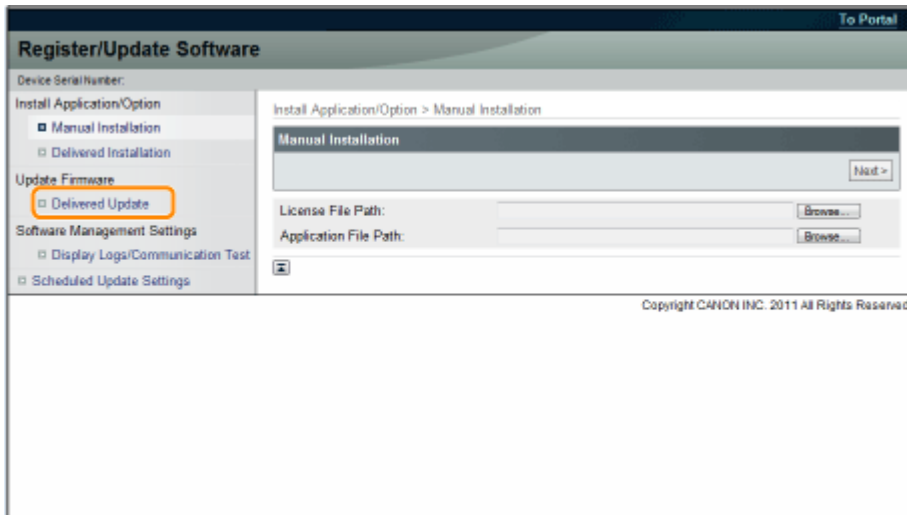 To Portal
Register/Update Software
Device Serial Number:
Install Application/Option
Manual Installation
Delivered Installation
Update Firmware
Delivered Update
Software Management Settings
Display Logs/Communication Test
Scheduled Update Settings
Install Application/Option > Manual Installation
Manual Installation
Next >
License File Path: Browse...
Application File Path: Browse...
Copyright CANON INC. 2011 All Rights Reserved